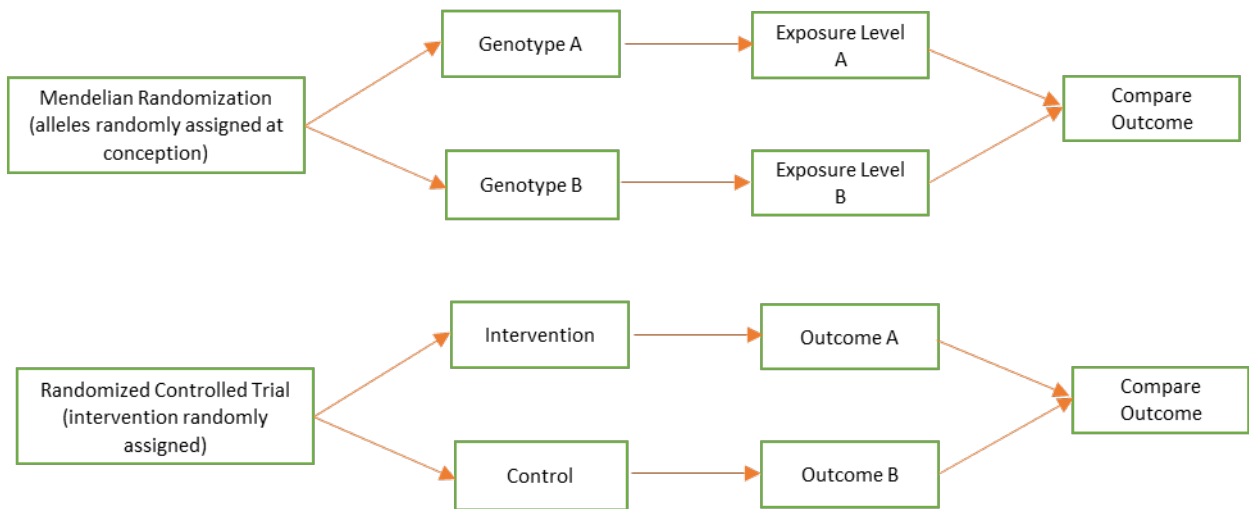 Genotype A
Exposure Level
A
Mendelian Randomization
(alleles randomly assigned at
conception)
Compare
Outcome
Genotype B
Exposure Level
B
Intervention
Outcome A
Randomized Controlled Trial
(intervention randomly
assigned)
Compare
Outcome
Control
Outcome B